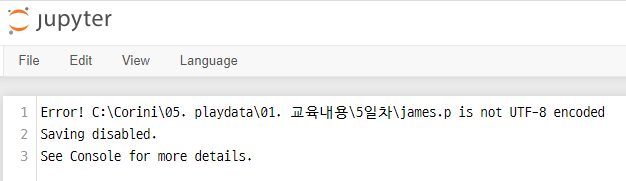 jupyter
File Edit View Language
1 Error! C:\Corini\05. playdata\01. 교육내용\5일차\james.p is not UTF-8 encoded
2 Saving disabled.
3 See Console for more details.